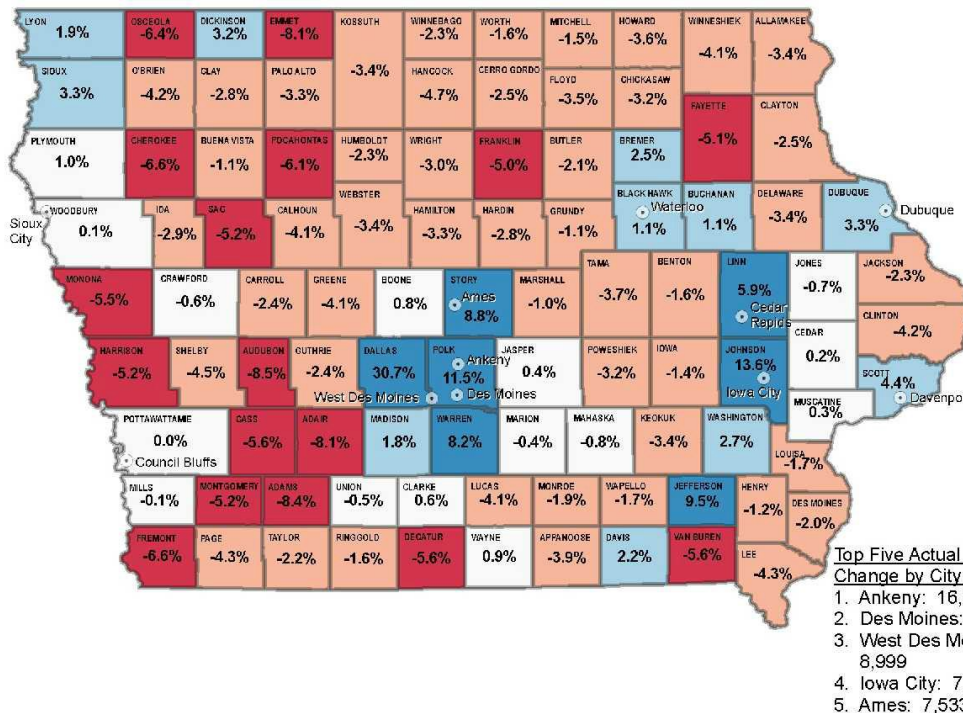 LYON
1.9%
OSCEOLA
-6.4%
DICKINSON
3.2%
EMMET
-8.1%
KOSSUTH
-3.4%
WINNEBAGO
-2.3%
WORTH
-1.6%
MITCHELL
-1.5%
HOWARD
-3.6%
WINNESHIEK
-4.1%
ALLAMAKEE
-3.4%
SIOUX
3.3%
O'BRIEN
-4.2%
CLAY
-2.8%
PALO ALTO
-3.3%
HANCOCK
-4.7%
CERRO GORDO
-2.5%
FLOYD
-3.5%
CHICKASAW
-3.2%
FAYETTE
-5.1%
CLAYTON
-2.5%
PLYMOUTH
1.0%
CHEROKEE
-6.6%
BUENA VISTA
-1.1%
POCAHONTAS
-6.1%
HUMBOLDT
-2.3%
WRIGHT
-3.0%
FRANKLIN
-5.0%
BUTLER
-2.1%
BREMER
2.5%
Sioux
City
WOODBURY
0.1%
IDA
-2.9%
SAC
-5.2%
CALHOUN
-4.1%
WEBSTER
-3.4%
HAMILTON
-3.3%
HARDIN
-2.8%
GRUNDY
-1.1%
BLACK HAWK
Waterloo
1.1%
BUCHANAN
1.1%
DELAWARE
-3.4%
DUBUQUE
3.3%
Dubuque
MONONA
-5.5%
CRAWFORD
-0.6%
CARROLL
-2.4%
GREENE
-4.1%
BOONE
0.8%
STORY
Ames
8.8%
MARSHALL
-1.0%
TAMA
-3.7%
BENTON
-1.6%
LINN
5.9%
Cedar
Rapids
JONES
-0.7%
JACKSON
-2.3%
CLINTON
-4.2%
HARRISON
-5.2%
SHELBY
-4.5%
AUDUBON
-8.5%
GUTHRIE
-2.4%
DALLAS
30.7%
West Des Moines
POLK
Ankeny
11.5%
Des Moines
JASPER
0.4%
POWESHIEK
-3.2%
IOWA
-1.4%
JOHNSON
13.6%
Iowa City
CEDAR
0.2%
SCOTT
4.4%
Davenpo
MUSCATINE
0.3%
POTTAWATTAMIE
0.0%
Council Bluffs
CASS
-5.6%
ADAIR
-8.1%
MADISON
1.8%
WARREN
8.2%
MARION
-0.4%
MAHASKA
-0.8%
KEOKUK
-3.4%
WASHINGTON
2.7%
LOUISA
-1.7%
MILLS
-0.1%
MONTGOMERY
-5.2%
ADAMS
-8.4%
UNION
-0.5%
CLARKE
0.6%
LUCAS
-4.1%
MONROE
-1.9%
WAPELLO
-1.7%
JEFFERSON
9.5%
HENRY
-1.2%
DES MOINES
-2.0%
FREMONT
-6.6%
PAGE
-4.3%
TAYLOR
-2.2%
RINGGOLD
-1.6%
DECATUR
-5.6%
WAYNE
0.9%
APPANOOSE
-3.9%
DAVIS
2.2%
VAN BUREN
-5.6%
LEE
-4.3%
Top Five Actual
Change by City
1. Ankeny: 16,
2. Des Moines:
3. West Des Mo
8,999
4. Iowa City: 7
5. Ames: 7,533